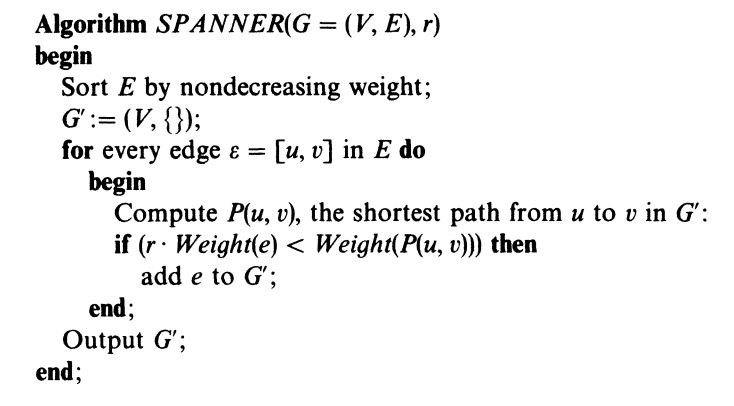 Algorithm SPANNER(G = (V, E), r)
begin
Sort E by nondecreasing weight;
G' := (V, {});
for every edge ε = [u, v] in E do
begin
Compute P(u, v), the shortest path from u to v in G':
if (r · Weight(e) < Weight(P(u, v))) then
add e to G';
end;
Output G';
end;